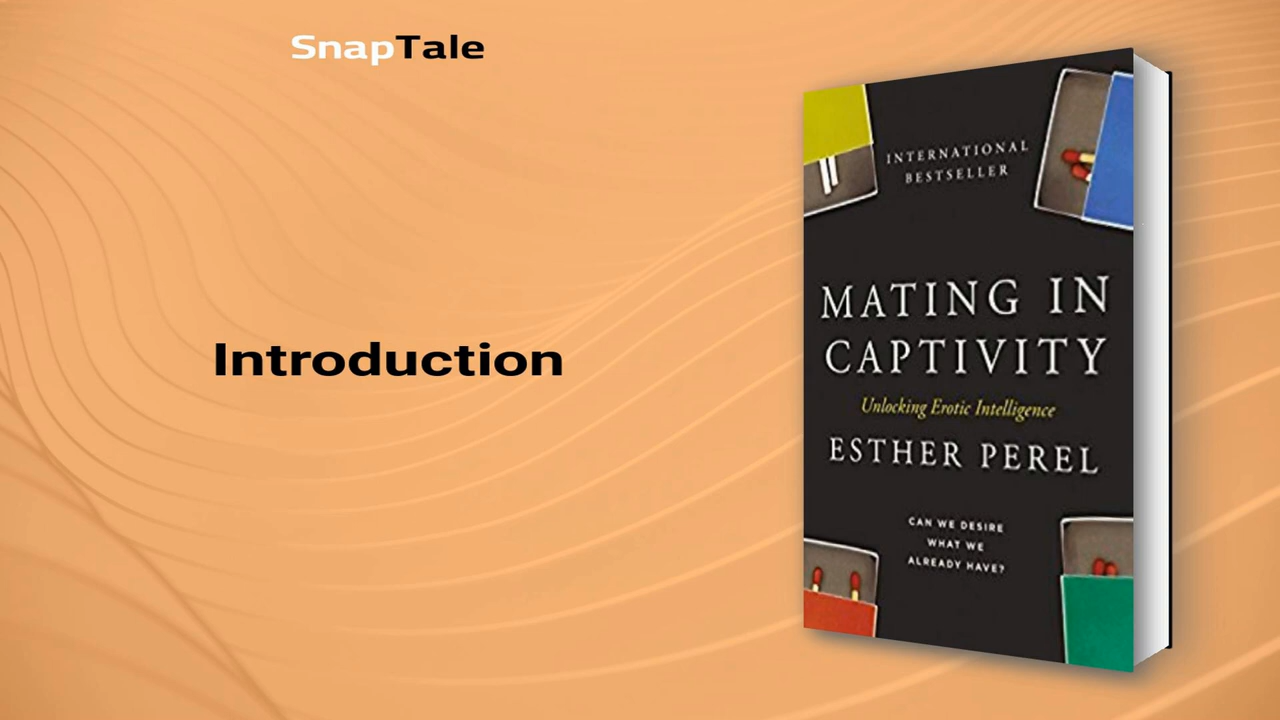 SnapTale
Introduction
INTERNATIONAL
BESTSELLER
MATING IN
CAPTIVITY
Unlocking Erotic Intelligence
ESTHER PEREL
CAN WE DESIRE
WHAT WE
ALREADY HAVE?